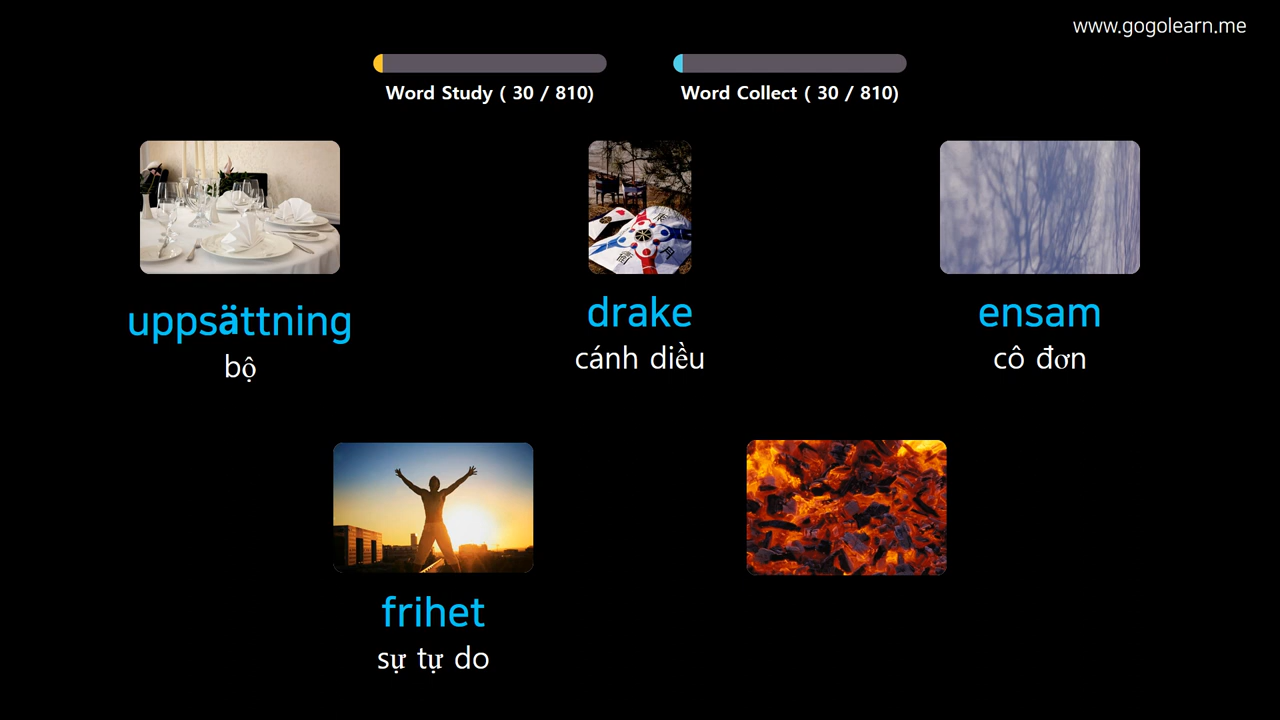 www.gogolearn.me
Word Study ( 30 / 810)
Word Collect ( 30 / 810)
uppsättning
bộ
drake
cánh diều
ensam
cô đơn
frihet
sự tự do